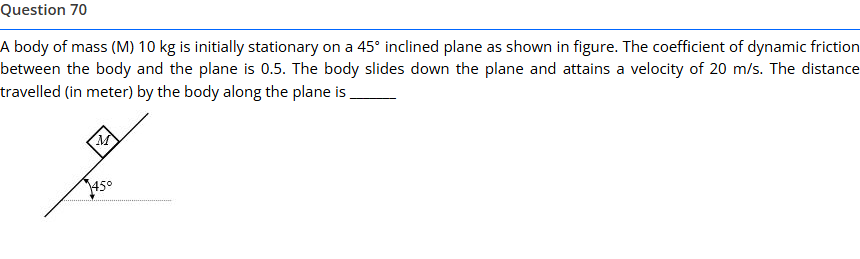 Question 70
A body of mass (M) 10 kg is initially stationary on a 45° inclined plane as shown in figure. The coefficient of dynamic friction
between the body and the plane is 0.5. The body slides down the plane and attains a velocity of 20 m/s. The distance
travelled (in meter) by the body along the plane is ______
M
45°